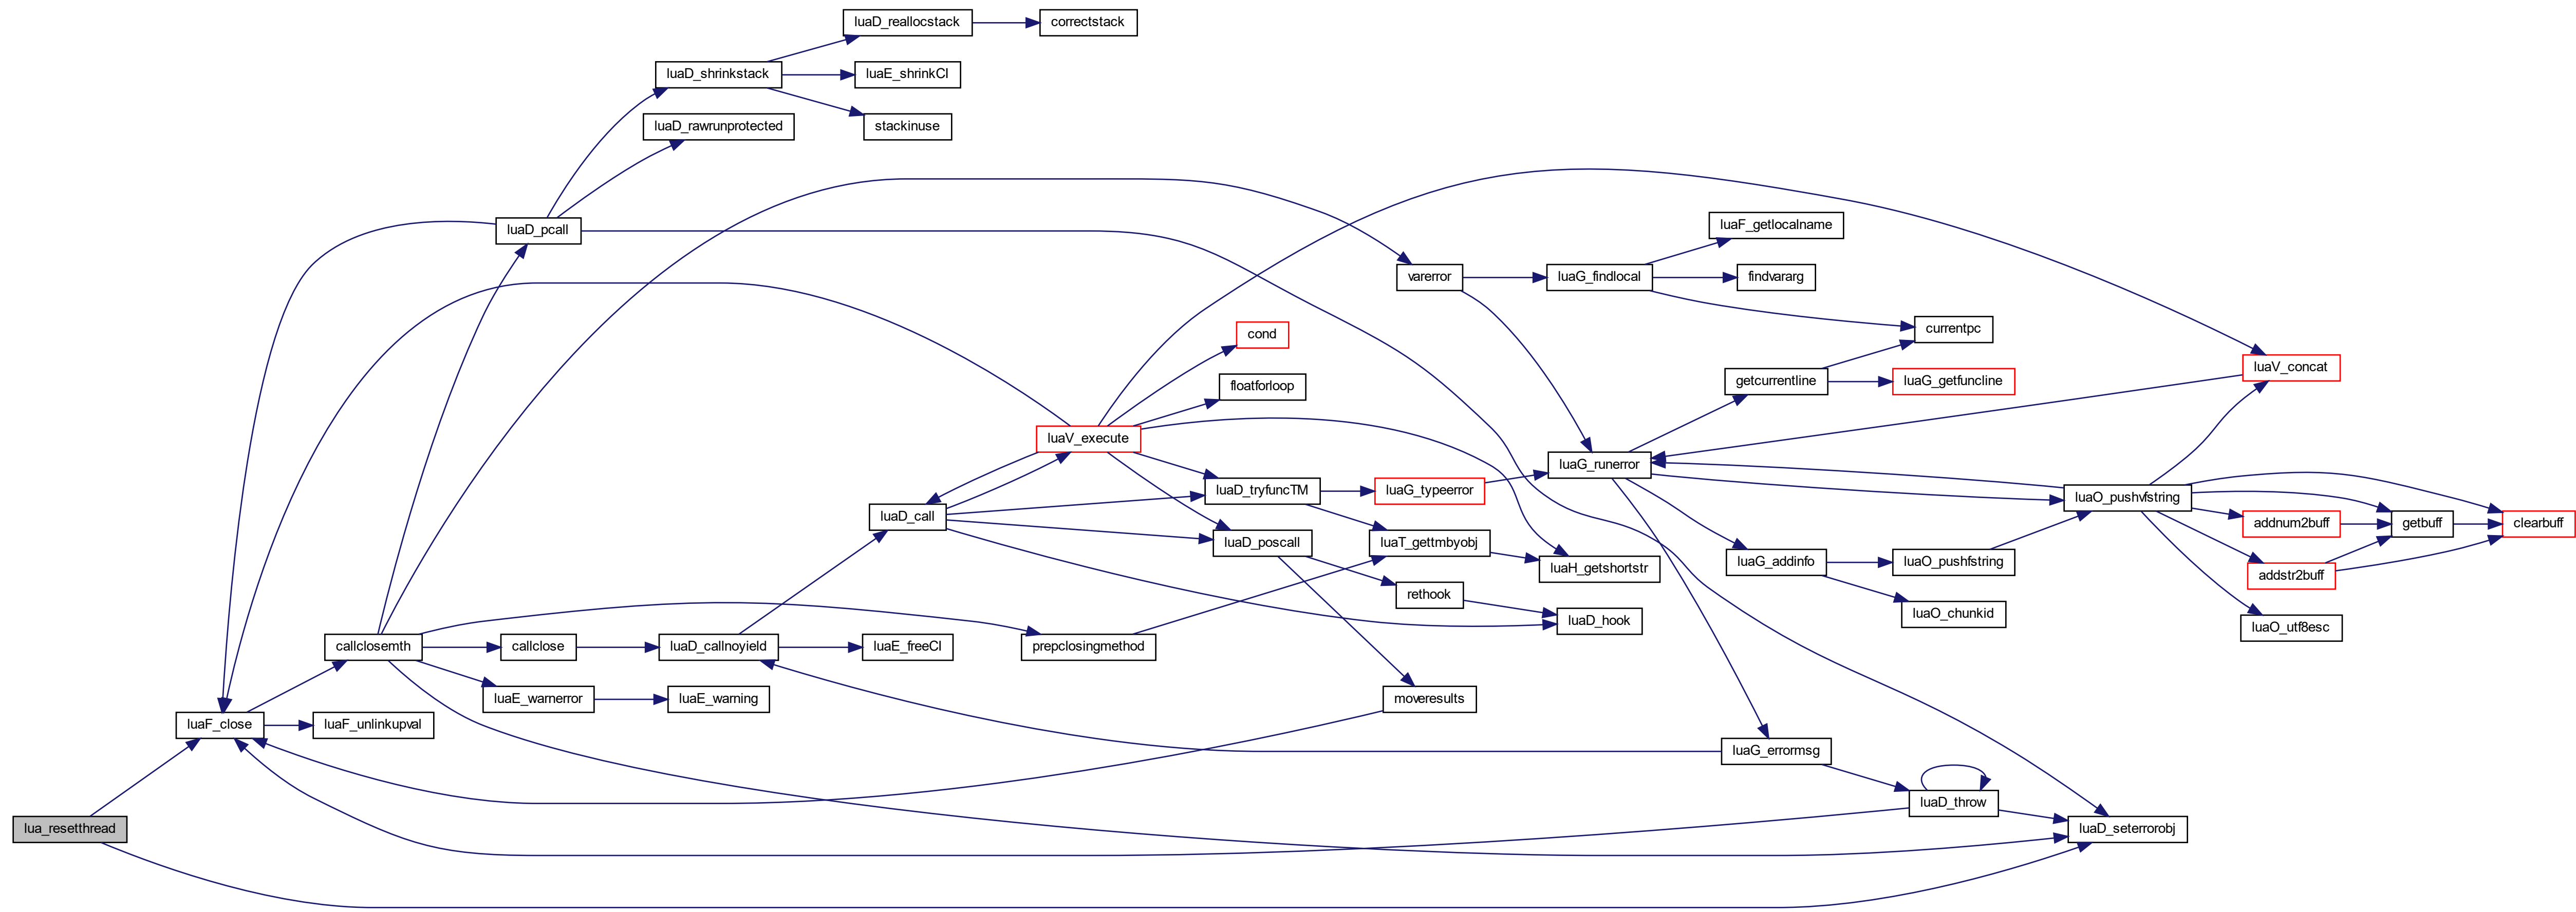 luaD_reallocstack
correctstack
luaD_shrinkstack
luaE_shrinkCI
stackinuse
luaD_rawrunprotected
luaD_pcall
luaF_getlocalname
varerror
luaG_findlocal
findvararg
currentpc
cond
floatforloop
getcurrentline
luaG_getfuncline
luaV_concat
luaV_execute
luaG_runerror
luaD_tryfuncTM
luaG_typeerror
luaO_pushvfstring
luaD_call
luaD_poscall
luaT_gettmbyobj
luaH_getshortstr
addnum2buff
getbuff
clearbuff
luaG_addinfo
luaO_pushfstring
addstr2buff
rethook
luaD_hook
luaO_chunkid
luaO_utf8esc
callclosemth
callclose
luaD_callnoyield
luaE_freeCI
prepclosingmethod
luaE_warnerror
luaE_warning
moveresults
luaF_close
luaF_unlinkupval
luaG_errormsg
luaD_throw
lua_resetthread
luaD_seterrorobj